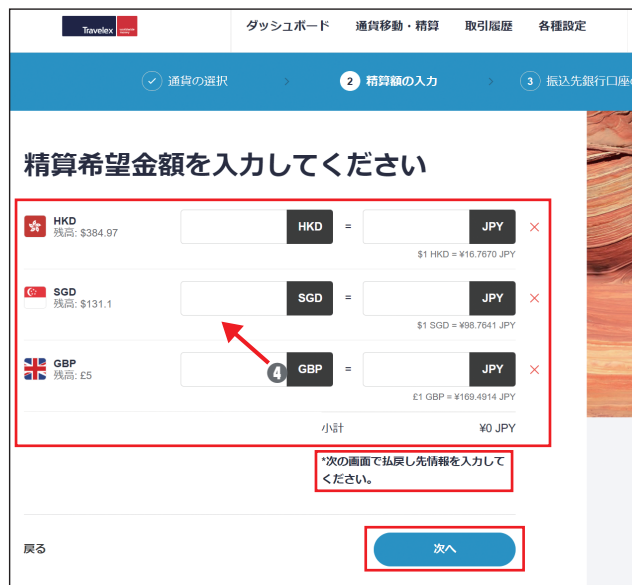 Travelex
ダッシュボード 通貨移動・精算 取引履歴 各種設定
通貨の選択 > 2 精算額の入力 > 3 振込先銀行口座の
精算希望金額を入力してください
HKD
残高: $384.97
HKD = JPY ×
$1 HKD = ¥16.7670 JPY
SGD
残高: $131.1
SGD = JPY ×
$1 SGD = ¥98.7641 JPY
GBP
残高: £5
4 GBP = JPY ×
£1 GBP = ¥169.4914 JPY
小計 ¥0 JPY
*次の画面で払戻し先情報を入力して
ください。
戻る 次へ